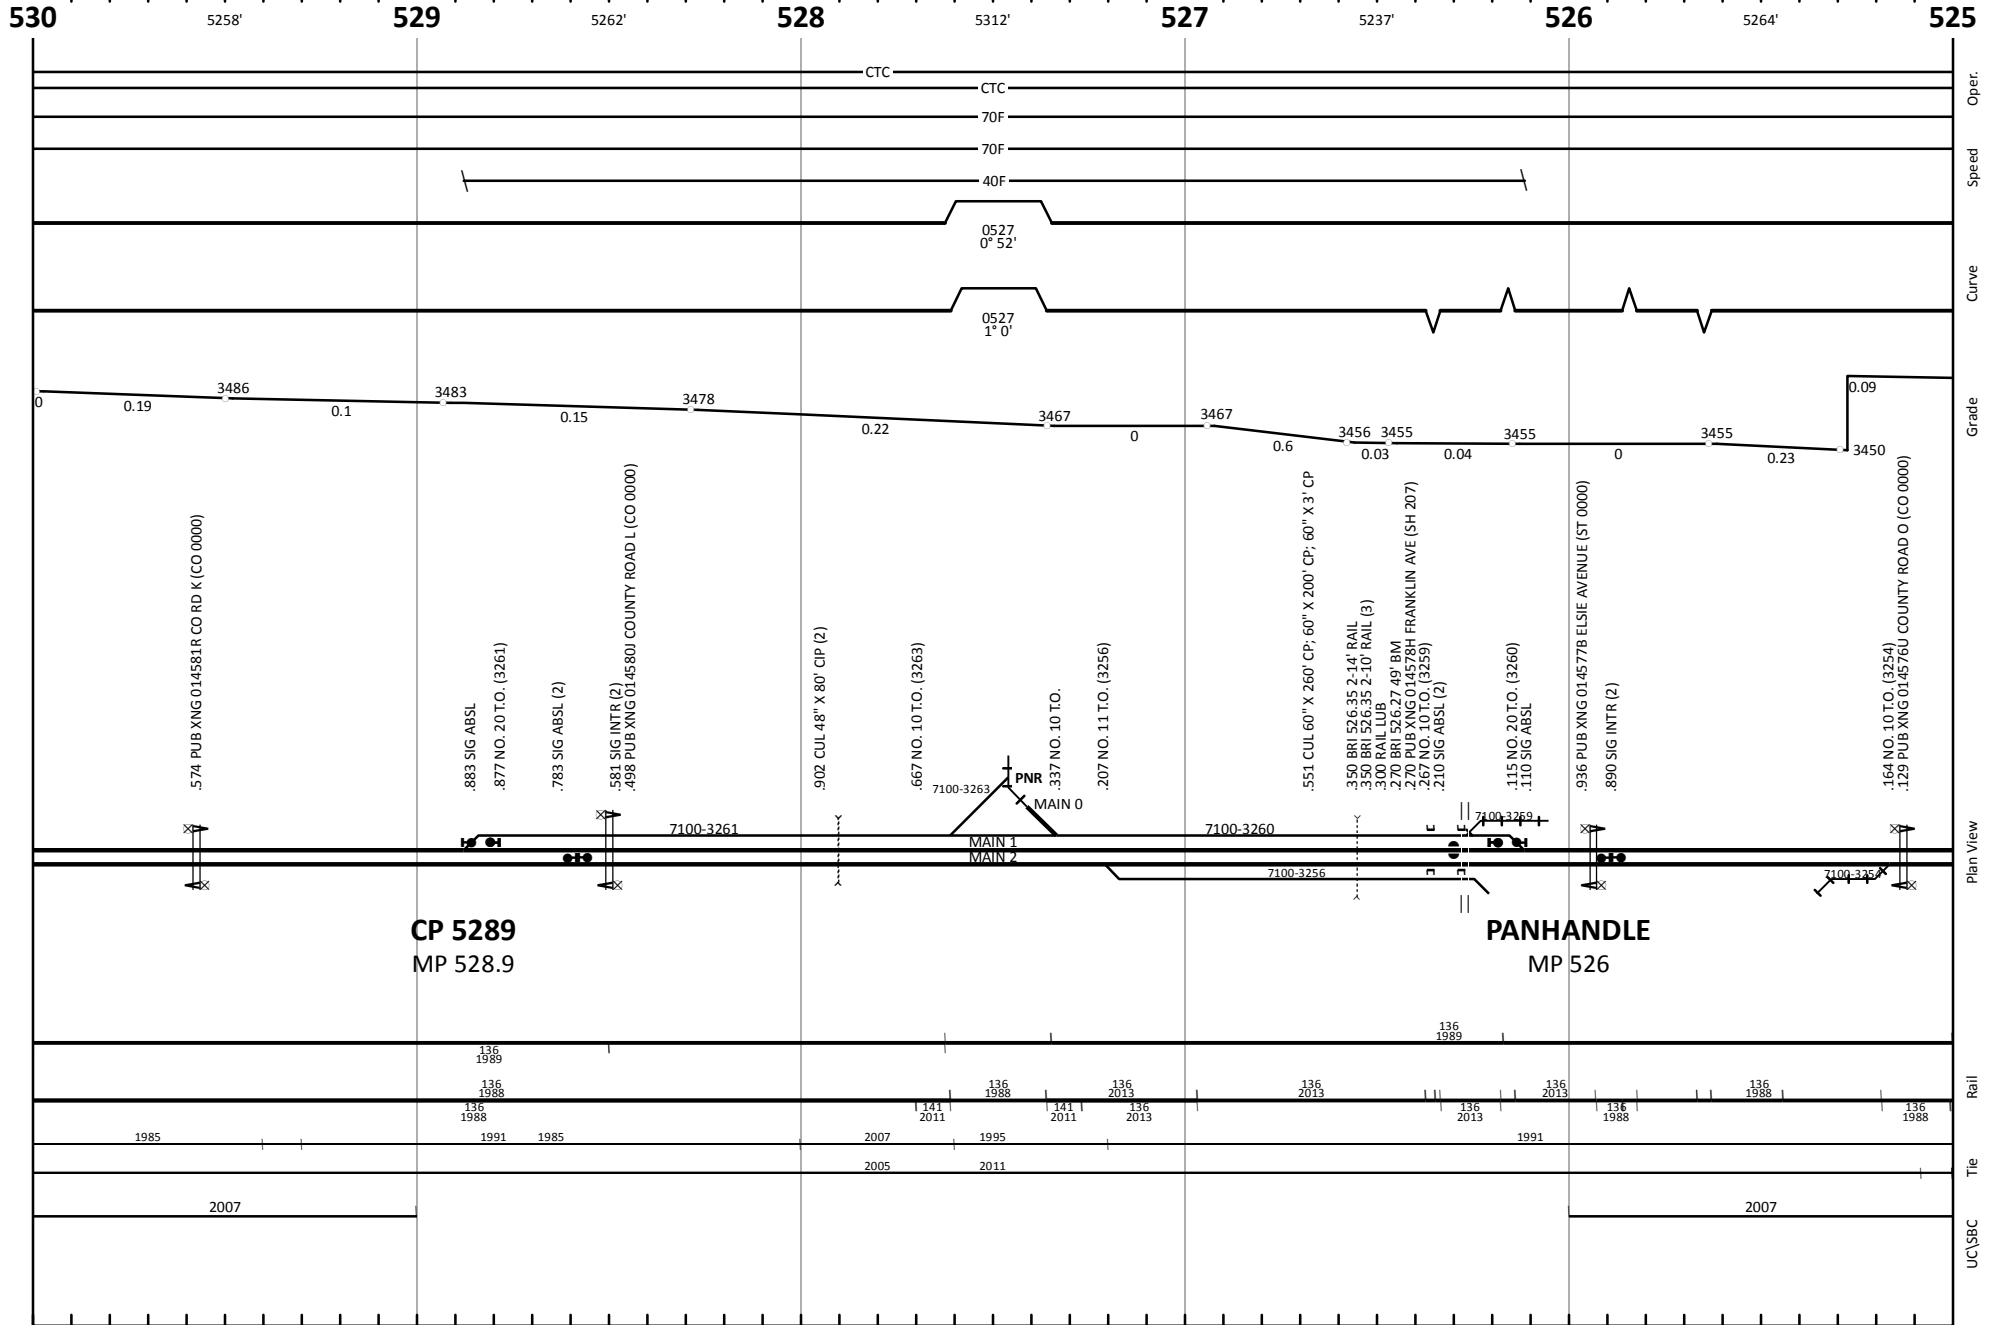 530 5258' 529 5262' 528 5312' 527 5237' 526 5264' 525
CTC
CTC
Oper.
70F
70F
40F
Speed
0527
0° 52'
0527
1° 0'
Curve
3486 3483 3478 3467 3467 3456 3455 3455 3455 3450
0 0.19 0.1 0.15 0.22 0 0.6 0.03 0.04 0 0.23 0.09
Grade
.574 PUB XNG 014581R CO RD K (CO 0000)
.883 SIG ABSL
.877 NO. 20 T.O. (3261)
.783 SIG ABSL (2)
.581 SIG INTR (2)
.498 PUB XNG 014580J COUNTY ROAD L (CO 0000)
.902 CUL 48" X 80' CIP (2)
.667 NO. 10 T.O. (3263)
.337 NO. 10 T.O.
.207 NO. 11 T.O. (3256)
.551 CUL 60" X 260' CP; 60" X 200' CP; 60" X 3' CP
.350 BRI 526.35 2-14' RAIL
.350 BRI 526.35 2-10' RAIL (3)
.300 RAIL LUB
.270 BRI 526.27 49' BM
.270 PUB XNG 014578H FRANKLIN AVE (SH 207)
.267 NO. 10 T.O. (3259)
.210 SIG ABSL (2)
.115 NO. 20 T.O. (3260)
.110 SIG ABSL
.936 PUB XNG 014577B ELSIE AVENUE (ST 0000)
.890 SIG INTR (2)
.164 NO. 10 T.O. (3254)
.129 PUB XNG 014576U COUNTY ROAD O (CO 0000)
PNR
7100-3263
MAIN 0
7100-3261 7100-3260 7100-3259
MAIN 1
MAIN 2
7100-3256 7100-3254
Plan View
CP 5289
MP 528.9
PANHANDLE
MP 526
136
1989
136
1989
136 136 136 136 136 136
1988 1988 2013 2013 2013 1988
136 141 141 136 136 136 136
1988 2011 2011 2013 2013 1988 1988
Rail
1985 1991 1985 2007 1995 1991
2005 2011
Tie
2007 2007
UC\SBC